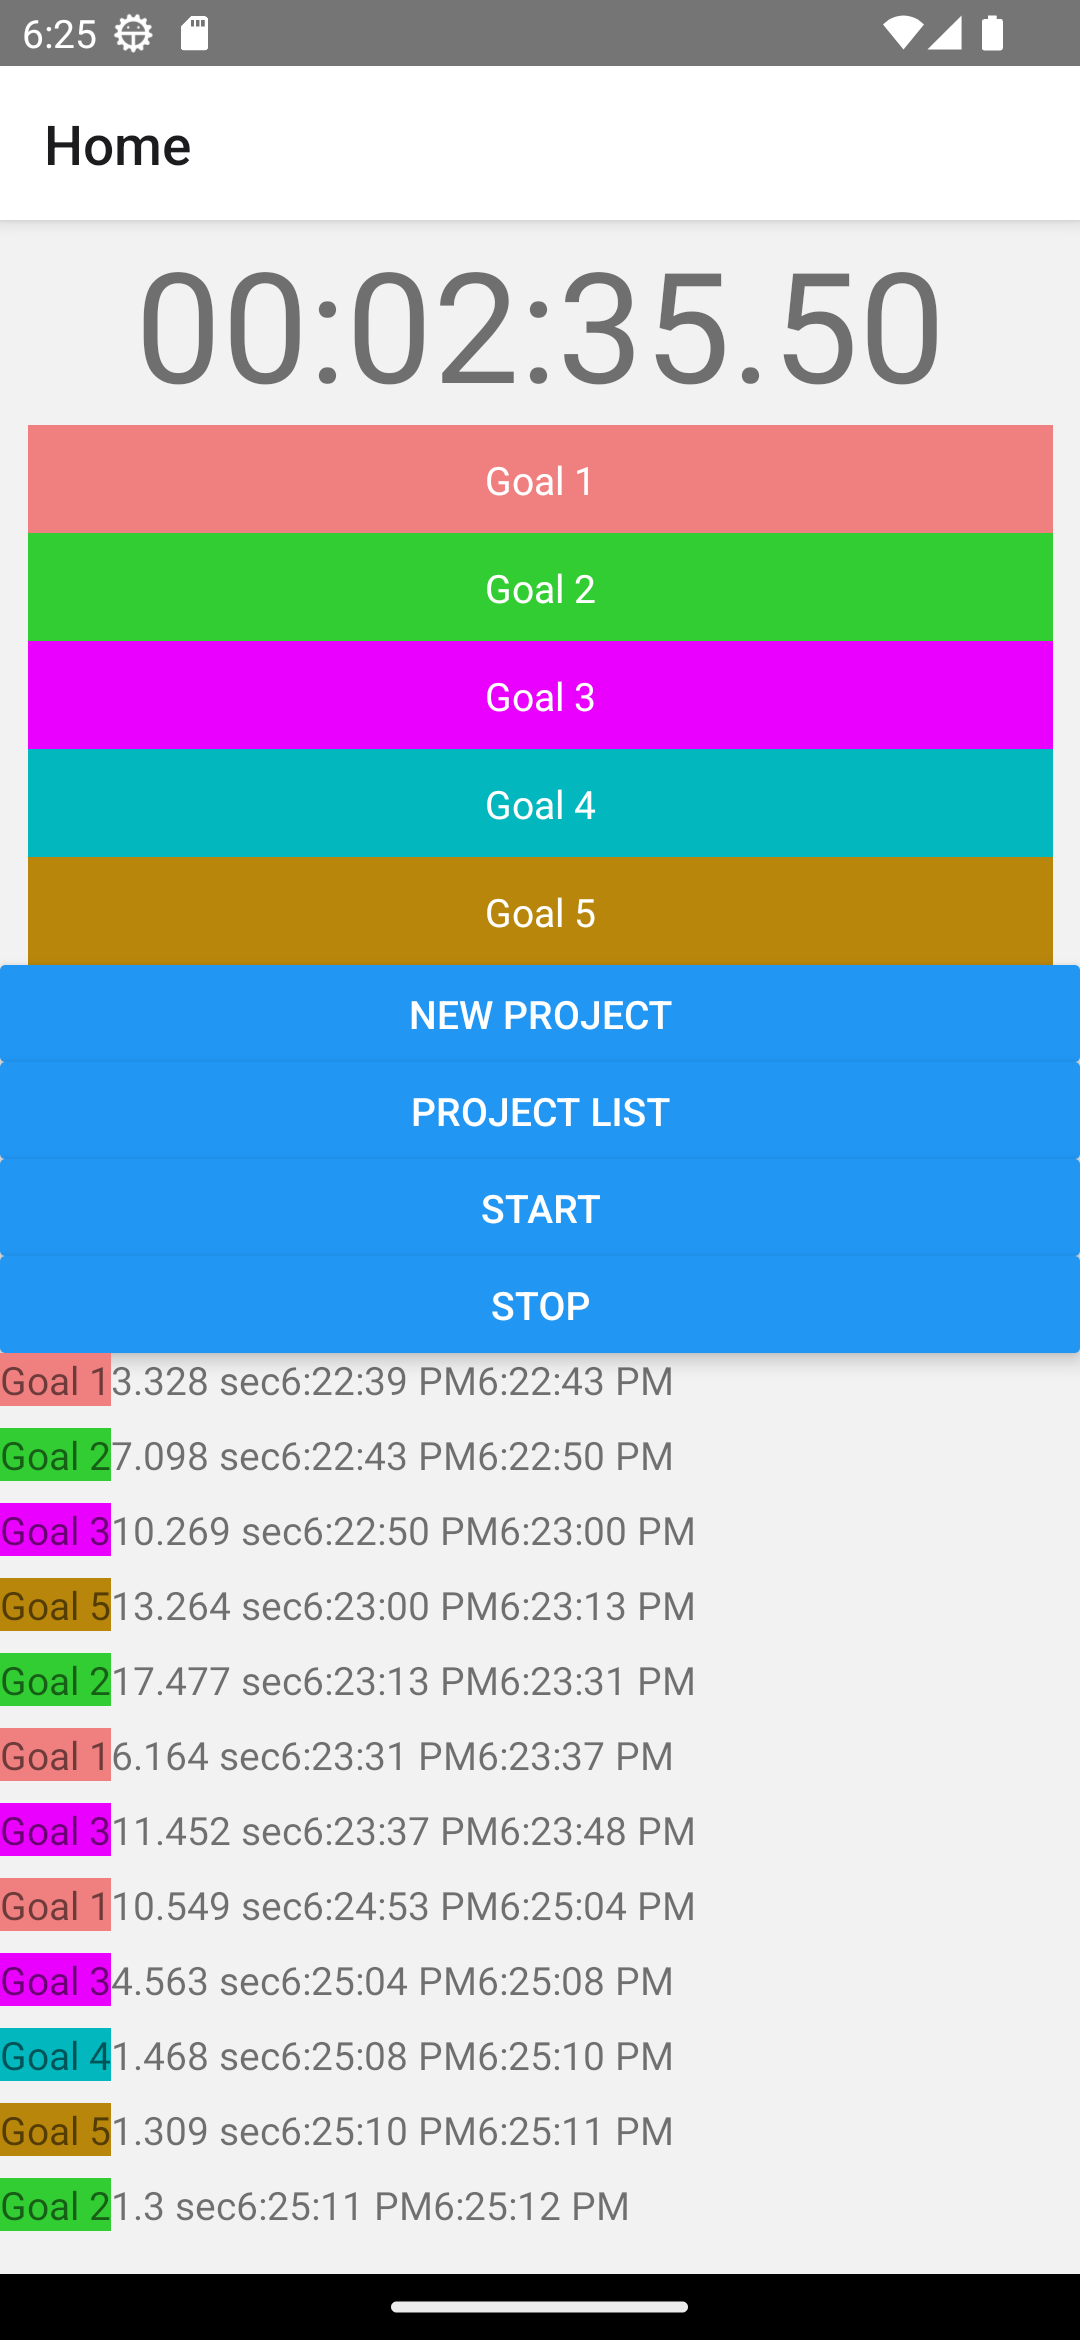 6:25
Home
00:02:35.50
Goal 1
Goal 2
Goal 3
Goal 4
Goal 5
NEW PROJECT
PROJECT LIST
START
STOP
Goal 13.328 sec6:22:39 PM6:22:43 PM
Goal 27.098 sec6:22:43 PM6:22:50 PM
Goal 310.269 sec6:22:50 PM6:23:00 PM
Goal 513.264 sec6:23:00 PM6:23:13 PM
Goal 217.477 sec6:23:13 PM6:23:31 PM
Goal 16.164 sec6:23:31 PM6:23:37 PM
Goal 311.452 sec6:23:37 PM6:23:48 PM
Goal 110.549 sec6:24:53 PM6:25:04 PM
Goal 34.563 sec6:25:04 PM6:25:08 PM
Goal 41.468 sec6:25:08 PM6:25:10 PM
Goal 51.309 sec6:25:10 PM6:25:11 PM
Goal 21.3 sec6:25:11 PM6:25:12 PM